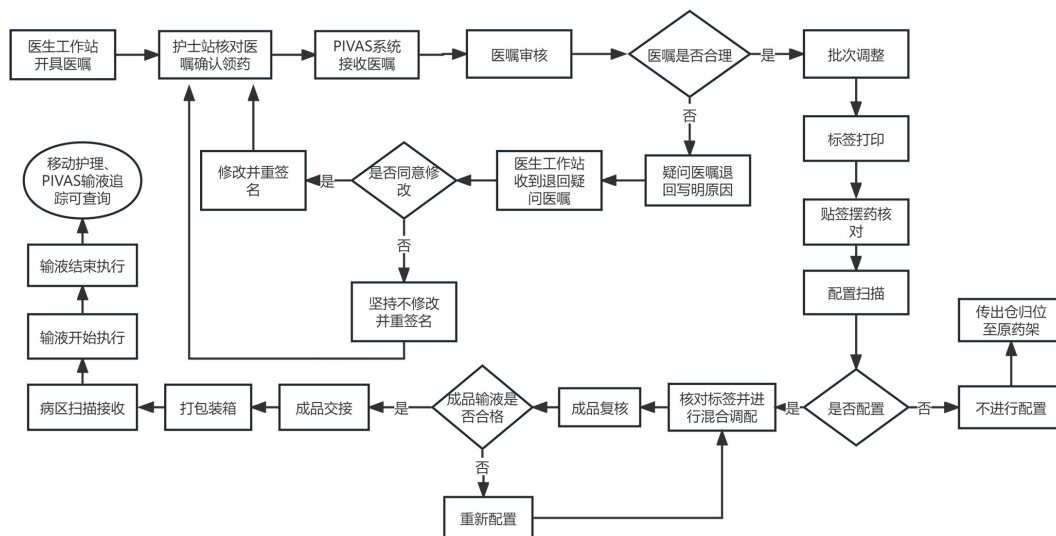 医生工作站
开具医嘱
护士站核对医
嘱确认领药
PIVAS系统
接收医嘱
医嘱审核
医嘱是否合理
是
批次调整
否
标签打印
移动护理、
PIVAS输液追
踪可查询
修改并重签
名
是
是否同意修
改
医生工作站
收到退回疑
问医嘱
疑问医嘱退
回写明原因
贴签摆药核
对
否
输液结束执行
坚持不修改
并重签名
配置扫描
输液开始执行
传出仓归位
至原药架
病区扫描接收
打包装箱
成品交接
是
成品输液是
否合格
成品复核
核对标签并进
行混合调配
是
是否配置
否
不进行配置
否
重新配置